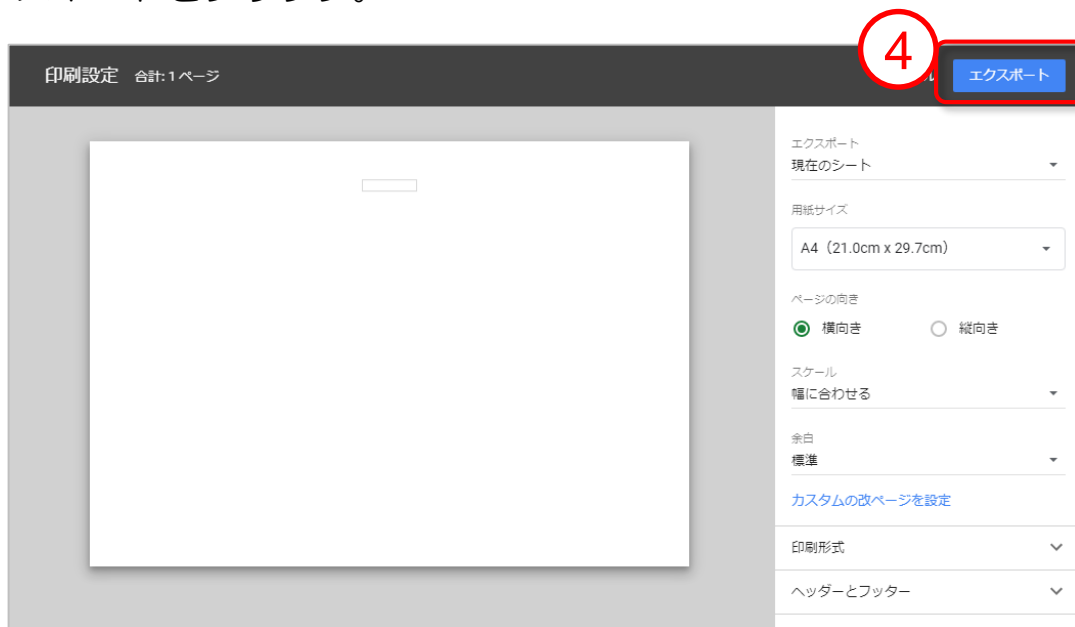 印刷設定 合計:1ページ
4
エクスポート
エクスポート
現在のシート
用紙サイズ
A4(21.0cm x 29.7cm)
ページの向き
横向き
縦向き
スケール
幅に合わせる
余白
標準
カスタムの改ページを設定
印刷形式
ヘッダーとフッター